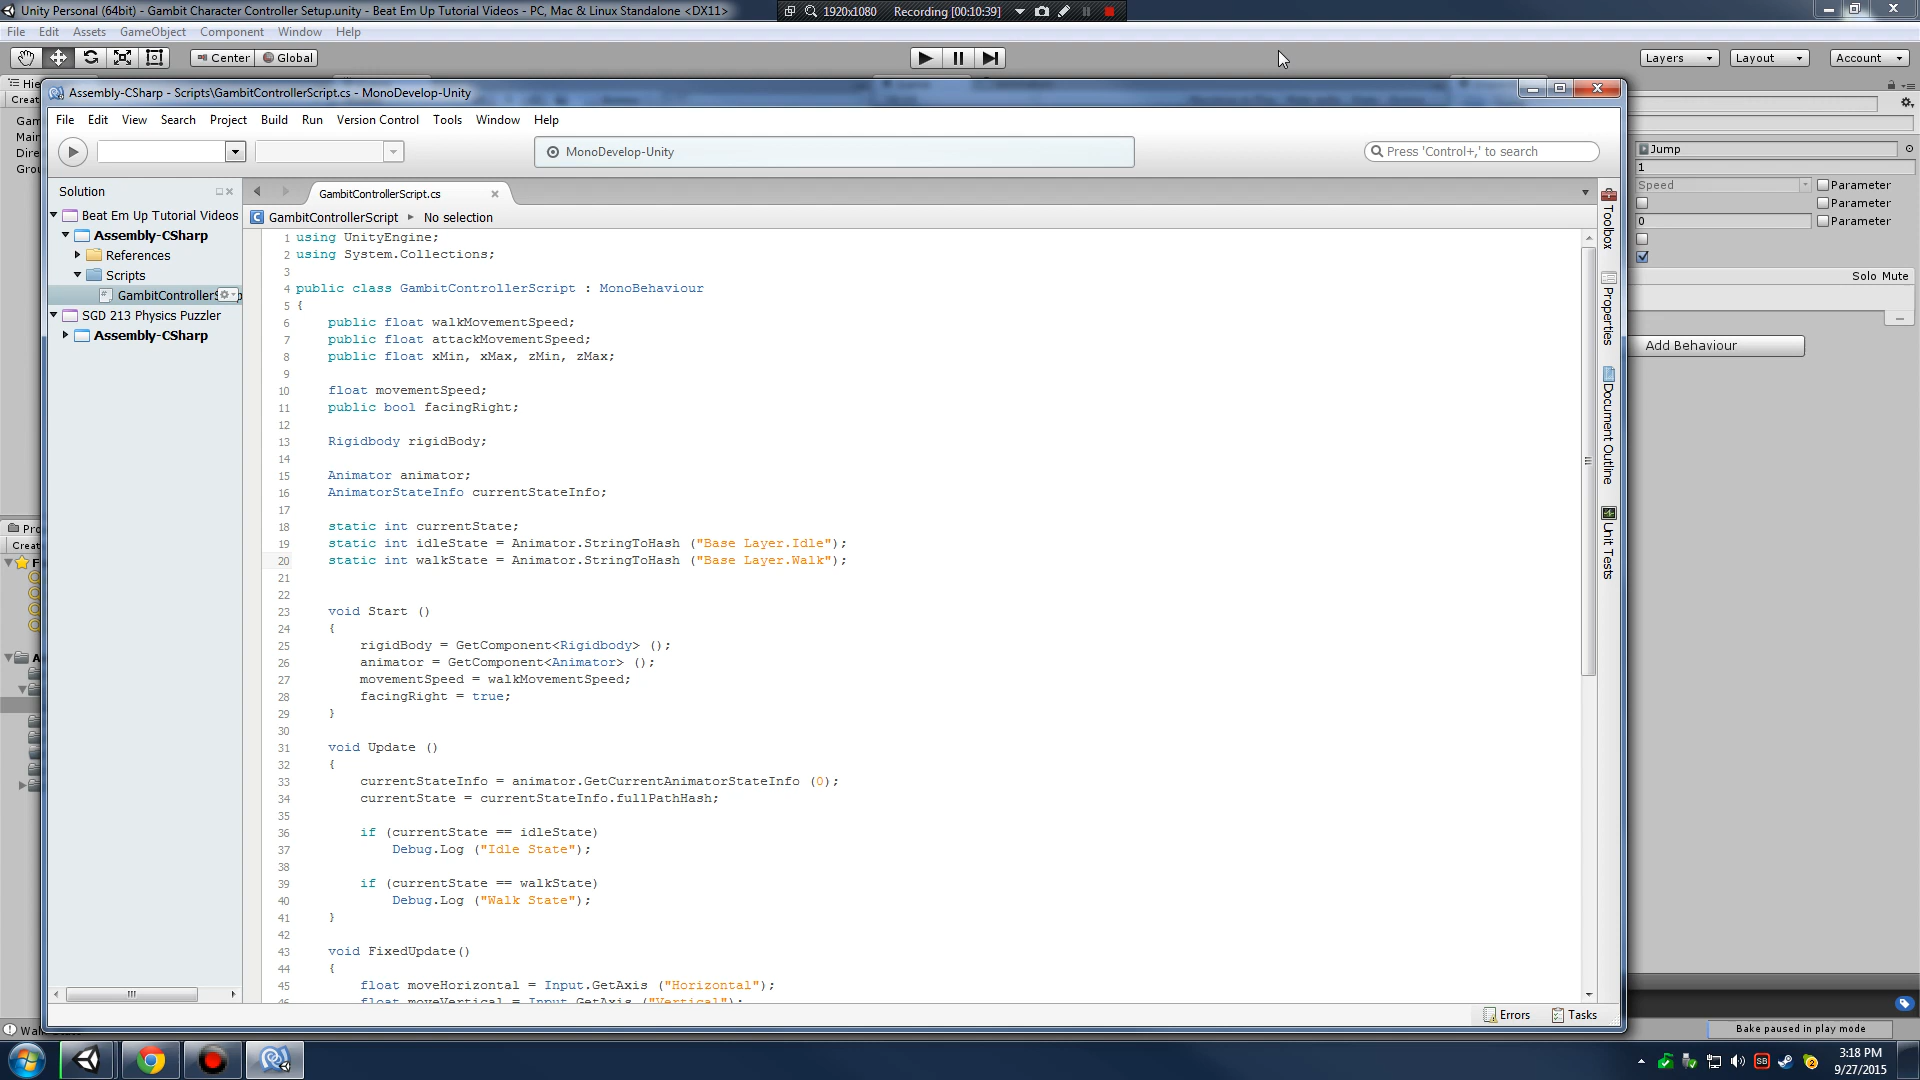 Unity Personal (64bit) - Gambit Character Controller Setup.unity - Beat Em Up Tutorial Videos - PC, Mac & Linux Standalone <DX11>
1920x1080 Recording [00:10:39]
File Edit Assets GameObject Component Window Help
Center Global
Layers Layout Account
Hie
Assembly-CSharp - Scripts\GambitControllerScript.cs - MonoDevelop-Unity
Creat
File Edit View Search Project Build Run Version Control Tools Window Help
Gam
Main
Dire
Grou
MonoDevelop-Unity
Press 'Control+,' to search
Jump
1
Speed Parameter
Parameter
0 Parameter
Solo Mute
Add Behaviour
Solution
Beat Em Up Tutorial Videos
Assembly-CSharp
References
Scripts
GambitControllerS
SGD 213 Physics Puzzler
Assembly-CSharp
GambitControllerScript.cs
GambitControllerScript No selection
1 using UnityEngine;
2 using System.Collections;
3
4 public class GambitControllerScript : MonoBehaviour
5 {
6 public float walkMovementSpeed;
7 public float attackMovementSpeed;
8 public float xMin, xMax, zMin, zMax;
9
10 float movementSpeed;
11 public bool facingRight;
12
13 Rigidbody rigidBody;
14
15 Animator animator;
16 AnimatorStateInfo currentStateInfo;
17
18 static int currentState;
19 static int idleState = Animator.StringToHash ("Base Layer.Idle");
20 static int walkState = Animator.StringToHash ("Base Layer.Walk");
21
22
23 void Start ()
24 {
25 rigidBody = GetComponent<Rigidbody> ();
26 animator = GetComponent<Animator> ();
27 movementSpeed = walkMovementSpeed;
28 facingRight = true;
29 }
30
31 void Update ()
32 {
33 currentStateInfo = animator.GetCurrentAnimatorStateInfo (0);
34 currentState = currentStateInfo.fullPathHash;
35
36 if (currentState == idleState)
37 Debug.Log ("Idle State");
38
39 if (currentState == walkState)
40 Debug.Log ("Walk State");
41 }
42
43 void FixedUpdate()
44 {
45 float moveHorizontal = Input.GetAxis ("Horizontal");
46 float moveVertical = Input.GetAxis ("Vertical");
Toolbox
Properties
Document Outline
Unit Tests
Pro
Creat
F
A
Errors Tasks
Bake paused in play mode
3:18 PM
9/27/2015